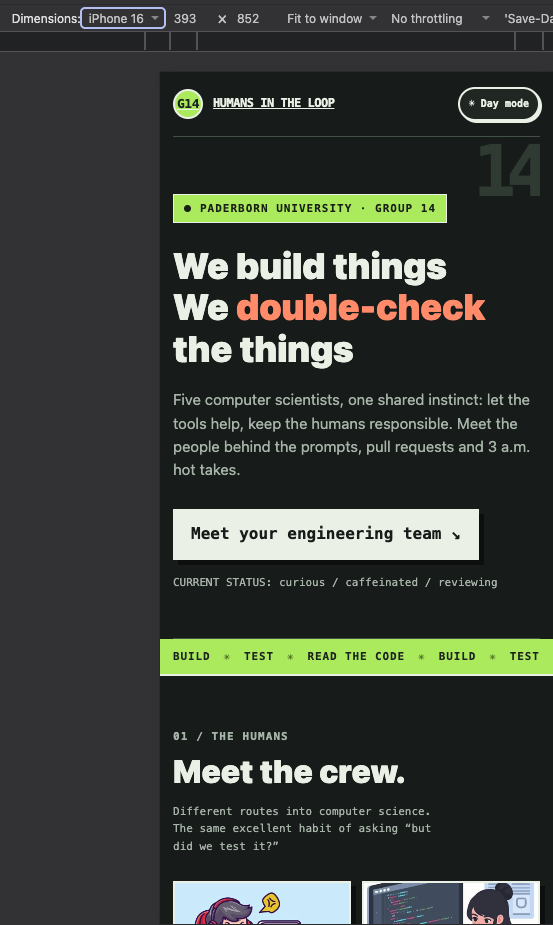 Dimensions: iPhone 16 393 × 852 Fit to window No throttling 'Save-Da
G14 HUMANS IN THE LOOP ☀ Day mode
14
● PADERBORN UNIVERSITY · GROUP 14
We build things
We double-check
the things
Five computer scientists, one shared instinct: let the
tools help, keep the humans responsible. Meet the
people behind the prompts, pull requests and 3 a.m.
hot takes.
Meet your engineering team ↘
CURRENT STATUS: curious / caffeinated / reviewing
BUILD ✳ TEST ✳ READ THE CODE ✳ BUILD ✳ TEST
01 / THE HUMANS
Meet the crew.
Different routes into computer science.
The same excellent habit of asking “but
did we test it?”